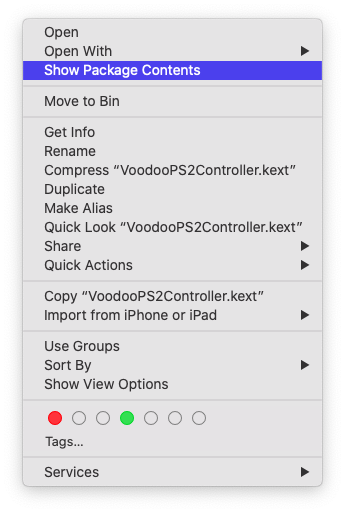 Open
Open With
Show Package Contents
Move to Bin
Get Info
Rename
Compress “VoodooPS2Controller.kext”
Duplicate
Make Alias
Quick Look “VoodooPS2Controller.kext”
Share
Quick Actions
Copy “VoodooPS2Controller.kext”
Import from iPhone or iPad
Use Groups
Sort By
Show View Options
Tags...
Services